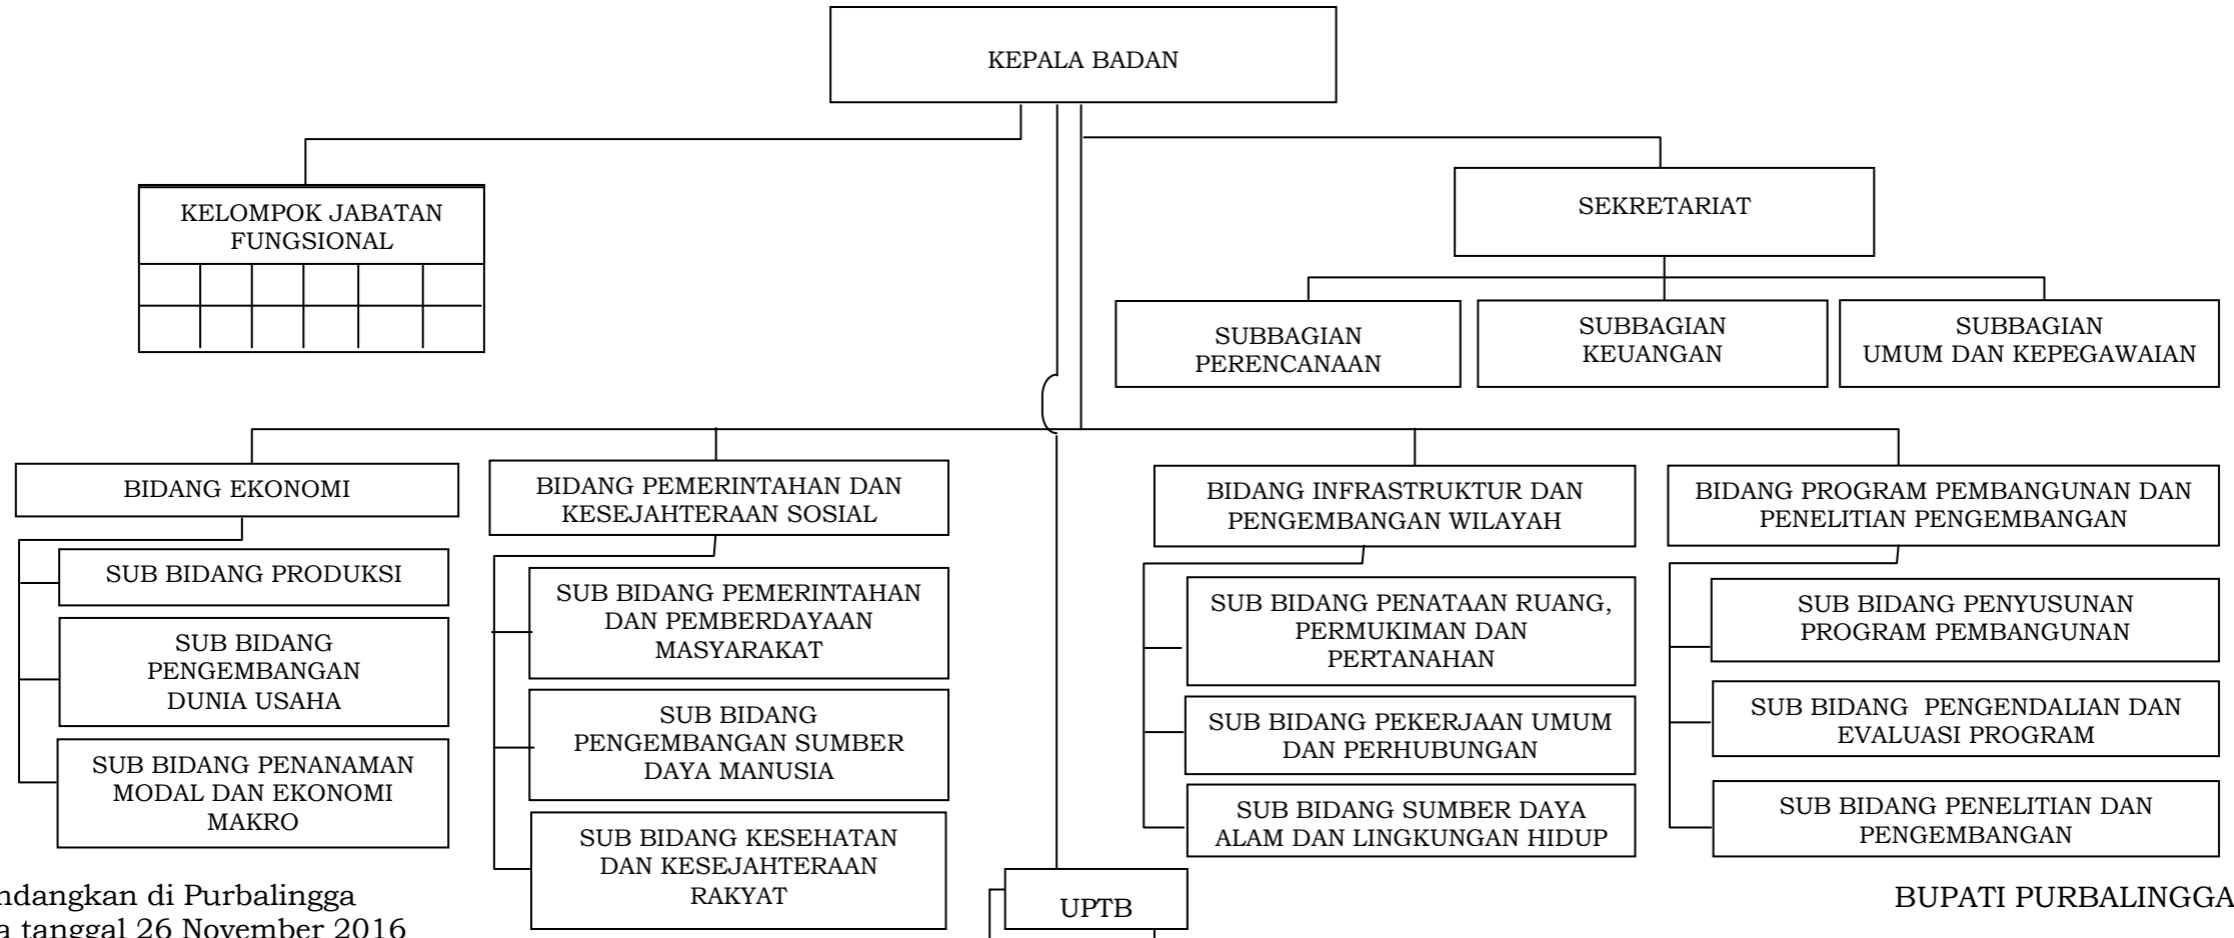 KEPALA BADAN
KELOMPOK JABATAN
FUNGSIONAL
SEKRETARIAT
SUBBAGIAN
PERENCANAAN
SUBBAGIAN
KEUANGAN
SUBBAGIAN
UMUM DAN KEPEGAWAIAN
BIDANG EKONOMI
SUB BIDANG PRODUKSI
SUB BIDANG
PENGEMBANGAN
DUNIA USAHA
SUB BIDANG PENANAMAN
MODAL DAN EKONOMI
MAKRO
BIDANG PEMERINTAHAN DAN
KESEJAHTERAAN SOSIAL
SUB BIDANG PEMERINTAHAN
DAN PEMBERDAYAAN
MASYARAKAT
SUB BIDANG
PENGEMBANGAN SUMBER
DAYA MANUSIA
SUB BIDANG KESEHATAN
DAN KESEJAHTERAAN
RAKYAT
BIDANG INFRASTRUKTUR DAN
PENGEMBANGAN WILAYAH
SUB BIDANG PENATAAN RUANG,
PERMUKIMAN DAN
PERTANAHAN
SUB BIDANG PEKERJAAN UMUM
DAN PERHUBUNGAN
SUB BIDANG SUMBER DAYA
ALAM DAN LINGKUNGAN HIDUP
BIDANG PROGRAM PEMBANGUNAN DAN
PENELITIAN PENGEMBANGAN
SUB BIDANG PENYUSUNAN
PROGRAM PEMBANGUNAN
SUB BIDANG  PENGENDALIAN DAN
EVALUASI PROGRAM
SUB BIDANG PENELITIAN DAN
PENGEMBANGAN
UPTB
ndangkan di Purbalingga
a tanggal 26 November 2016
BUPATI PURBALINGGA